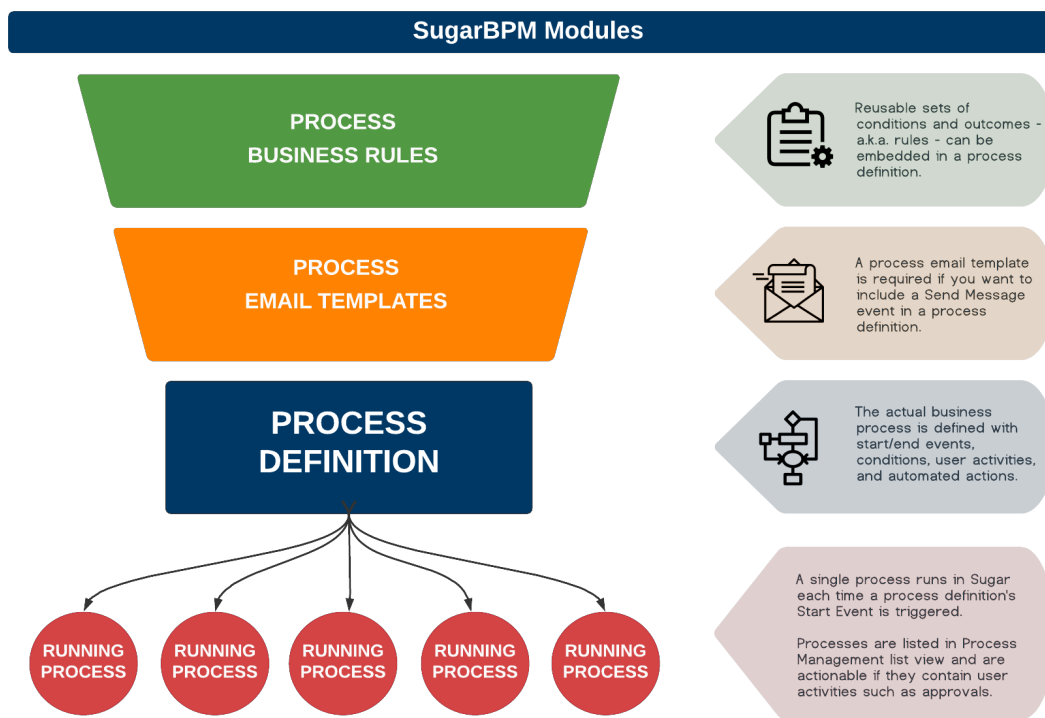 SugarBPM Modules
PROCESS
BUSINESS RULES
Reusable sets of
conditions and outcomes -
a.k.a. rules - can be
embedded in a process
definition.
PROCESS
EMAIL TEMPLATES
A process email template
is required if you want to
include a Send Message
event in a process
definition.
PROCESS
DEFINITION
The actual business
process is defined with
start/end events,
conditions, user activities,
and automated actions.
RUNNING
PROCESS
RUNNING
PROCESS
RUNNING
PROCESS
RUNNING
PROCESS
RUNNING
PROCESS
A single process runs in Sugar
each time a process definition's
Start Event is triggered.
Processes are listed in Process
Management list view and are
actionable if they contain user
activities such as approvals.